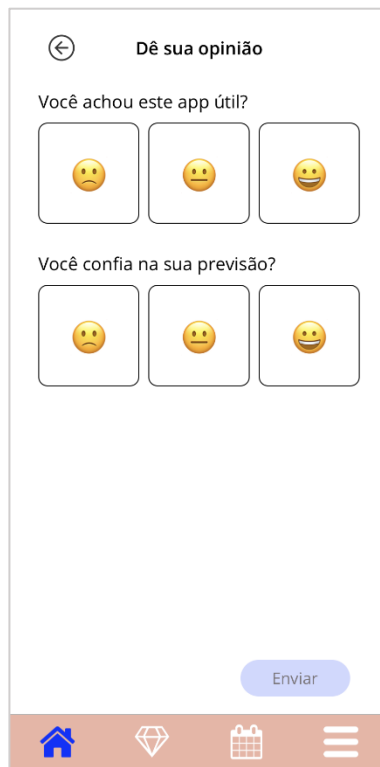 Dê sua opinião
Você achou este app útil?
Você confia na sua previsão?
Enviar